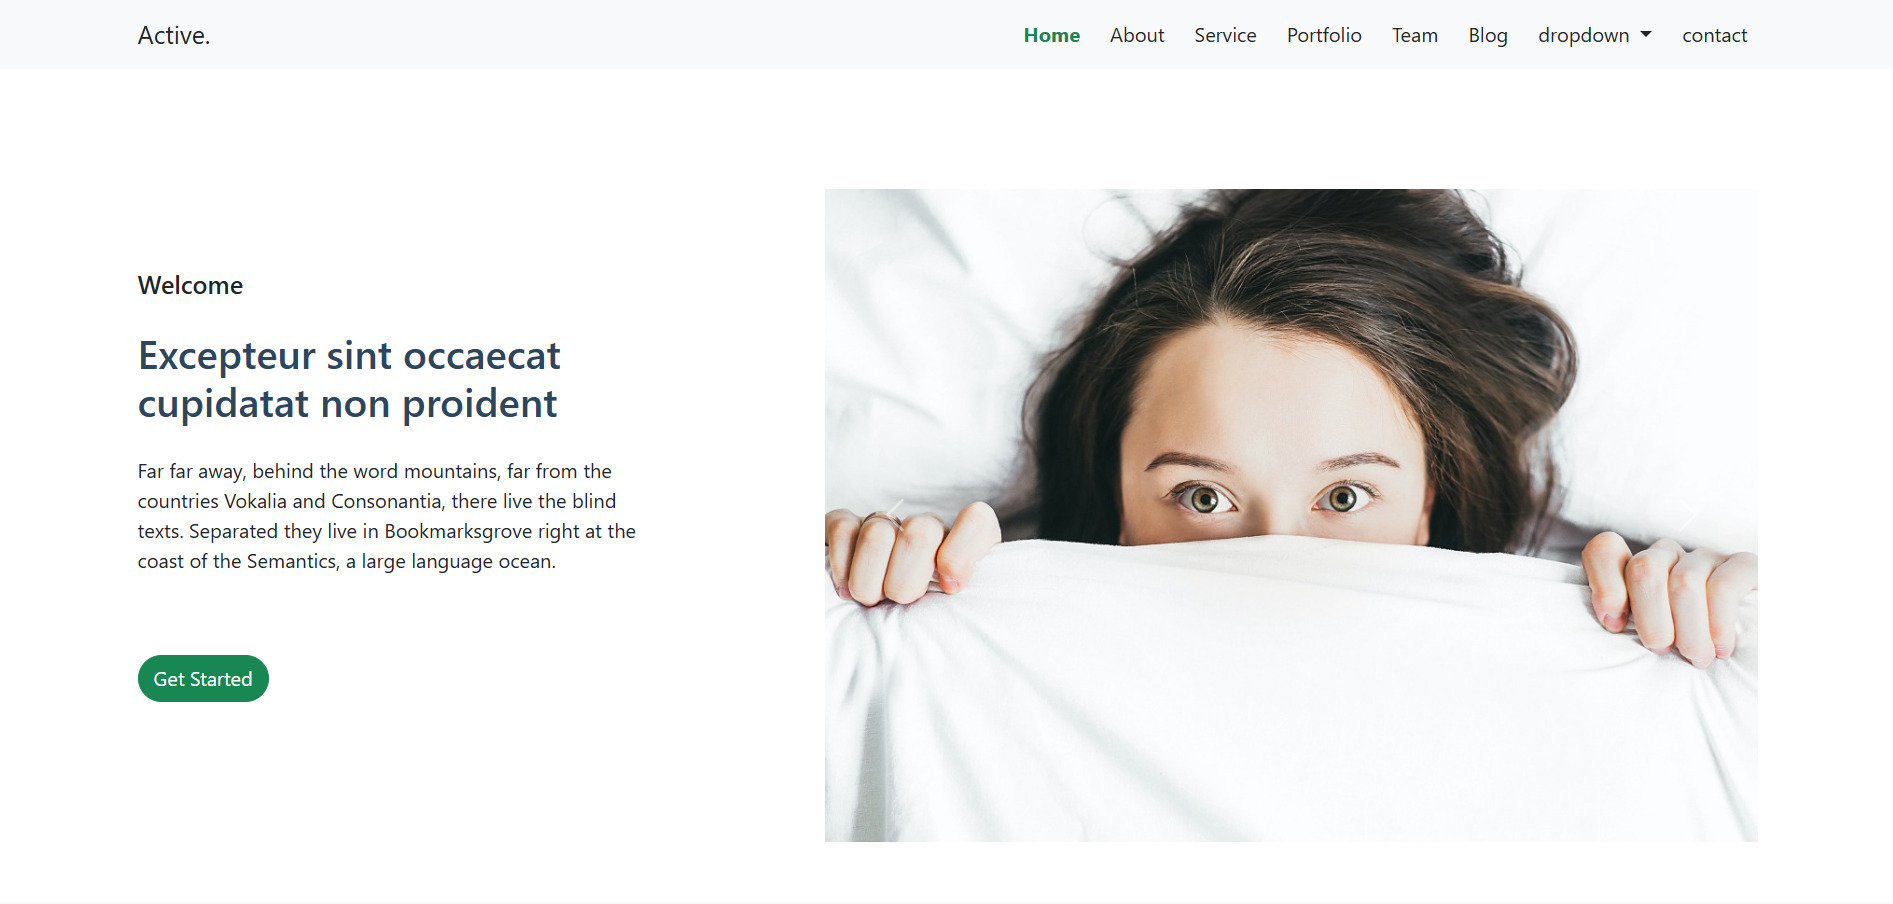 Active.
Home About Service Portfolio Team Blog dropdown contact
Welcome
Excepteur sint occaecat
cupidatat non proident
Far far away, behind the word mountains, far from the
countries Vokalia and Consonantia, there live the blind
texts. Separated they live in Bookmarksgrove right at the
coast of the Semantics, a large language ocean.
Get Started